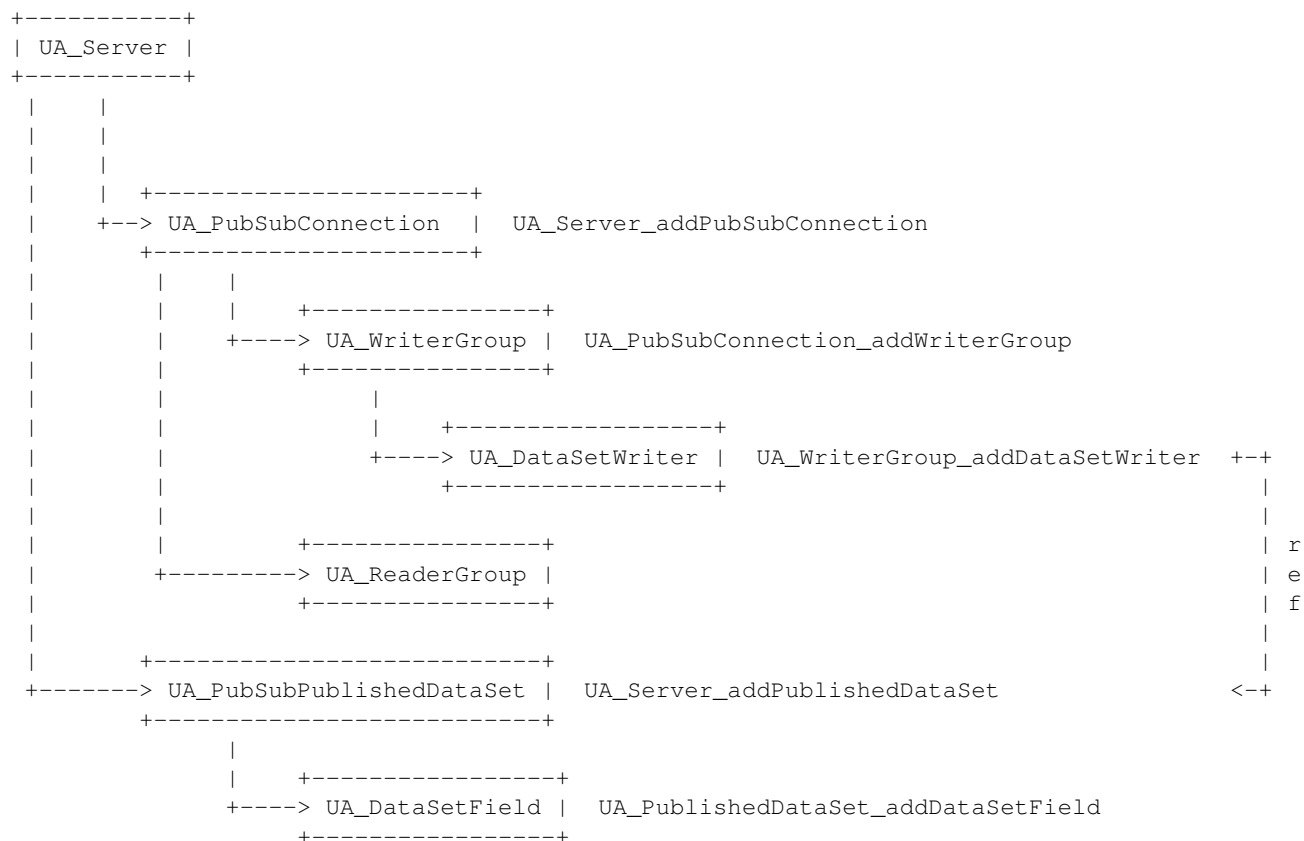 UA_Server
UA_PubSubConnection | UA_Server_addPubSubConnection
UA_WriterGroup | UA_PubSubConnection_addWriterGroup
UA_DataSetWriter | UA_WriterGroup_addDataSetWriter
r
UA_ReaderGroup | e
f
UA_PubSubPublishedDataSet | UA_Server_addPublishedDataSet
UA_DataSetField | UA_PublishedDataSet_addDataSetField